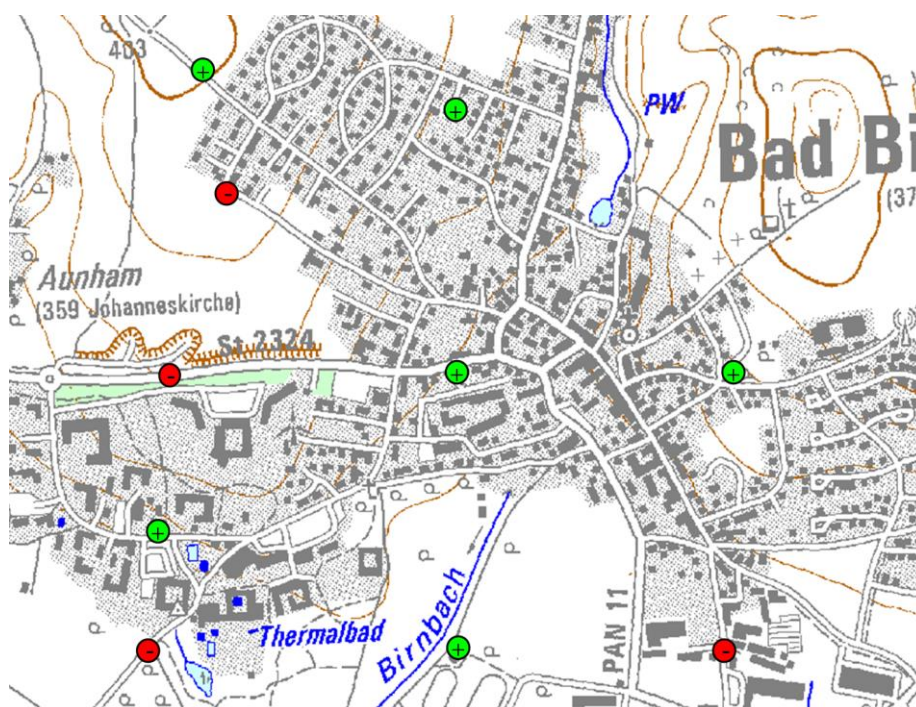 403
PW
Bad Bi
(37
Aunham
(359 Johanneskirche)
St 2324
Thermalbad
Birnbach
PAN 11